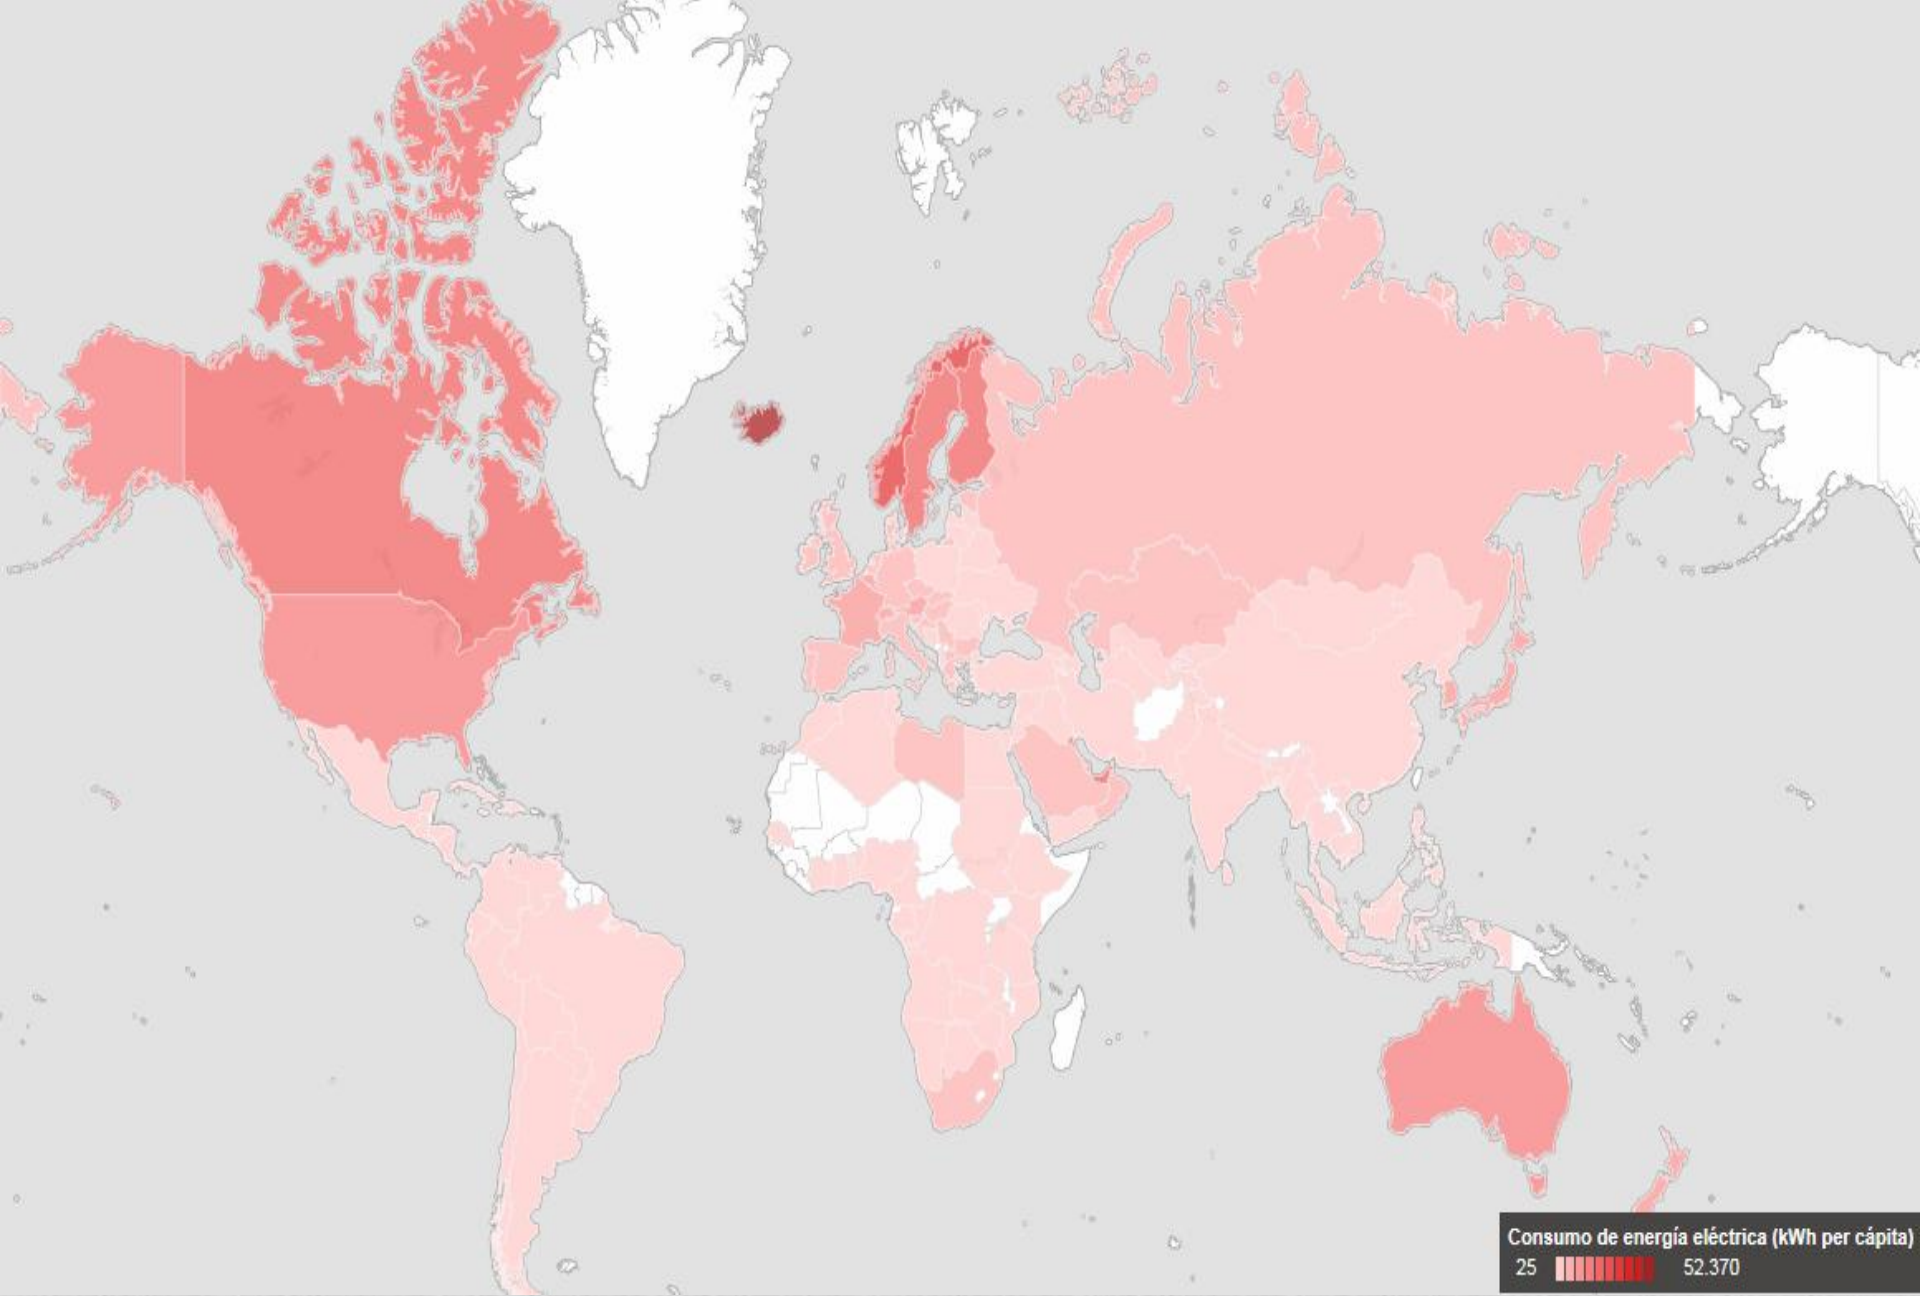 Consumo de energía eléctrica (kWh per cápita)
25 52.370